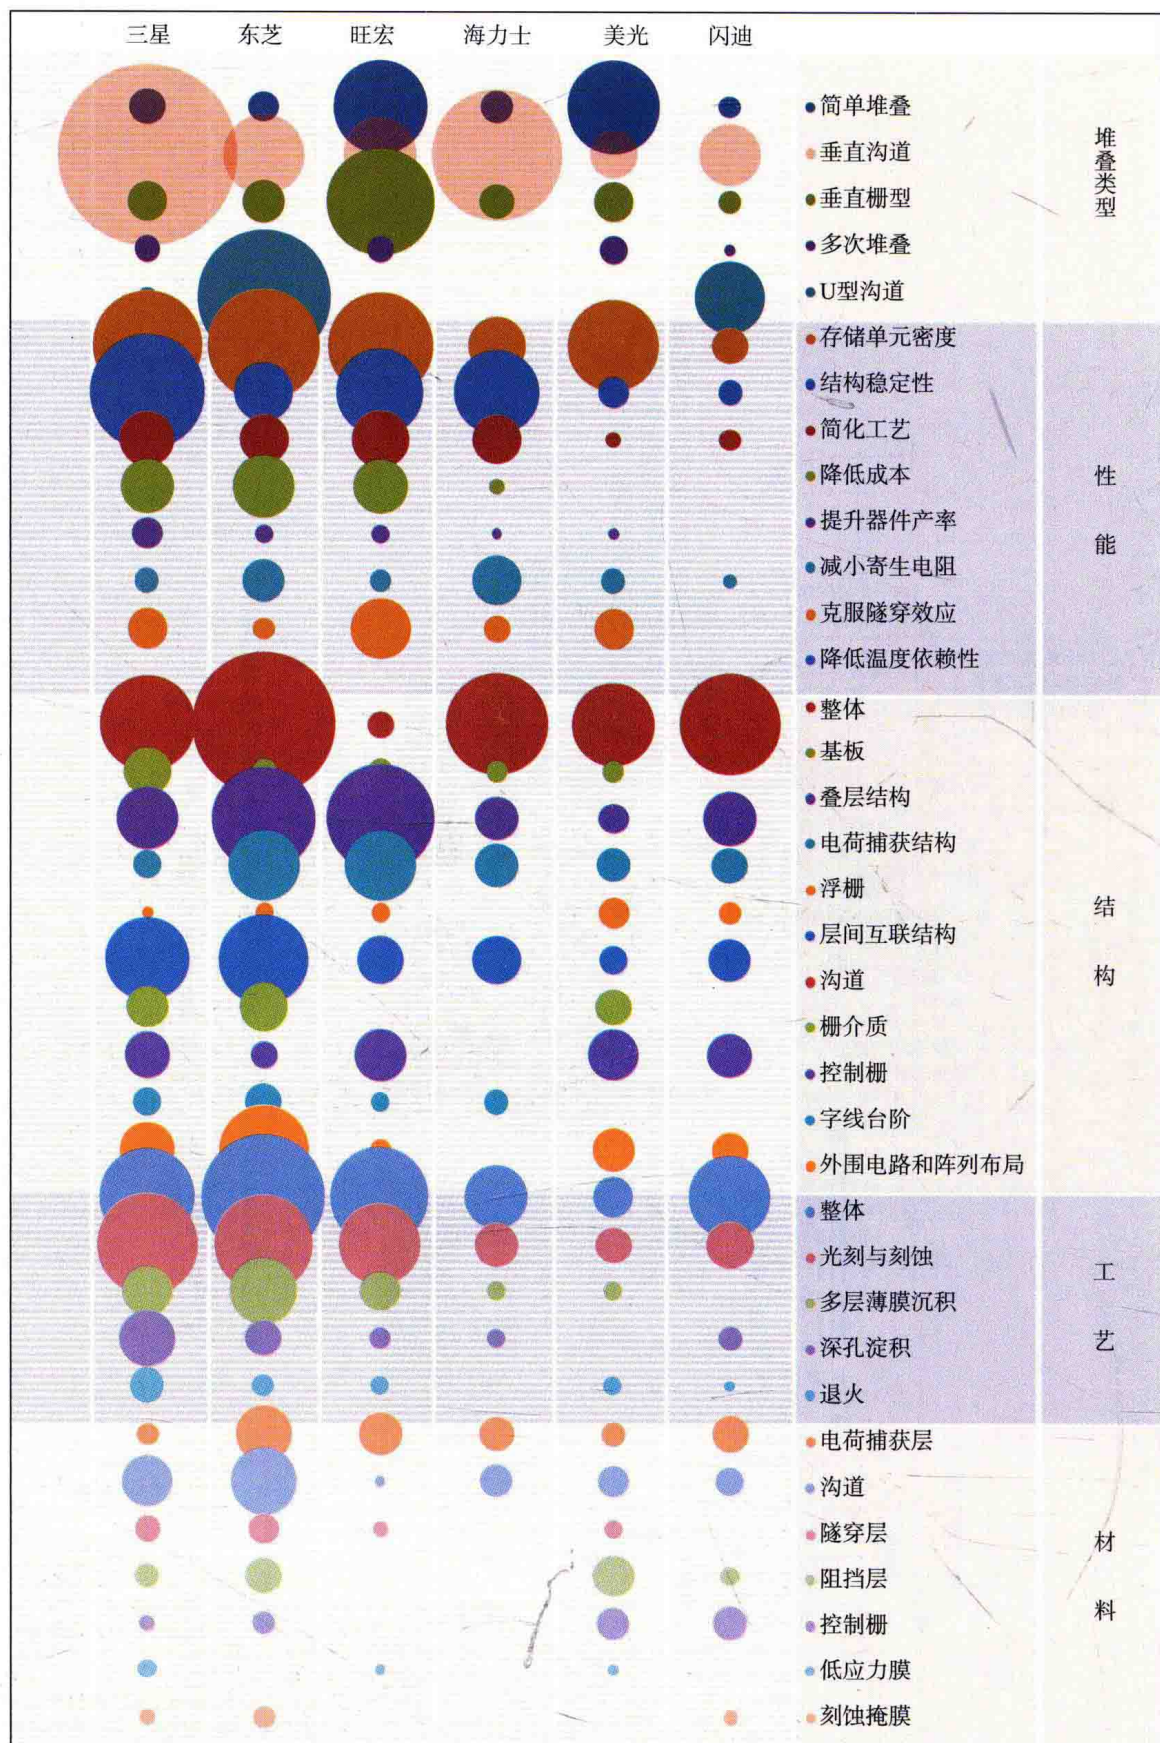 三星 东芝 旺宏 海力士 美光 闪迪
简单堆叠
垂直沟道
垂直栅型
多次堆叠
U型沟道
堆叠类型
存储单元密度
结构稳定性
简化工艺
降低成本
提升器件产率
减小寄生电阻
克服隧穿效应
降低温度依赖性
性能
整体
基板
叠层结构
电荷捕获结构
浮栅
层间互联结构
沟道
栅介质
控制栅
字线台阶
外围电路和阵列布局
结构
整体
光刻与刻蚀
多层薄膜沉积
深孔淀积
退火
工艺
电荷捕获层
沟道
隧穿层
阻挡层
控制栅
低应力膜
刻蚀掩膜
材料